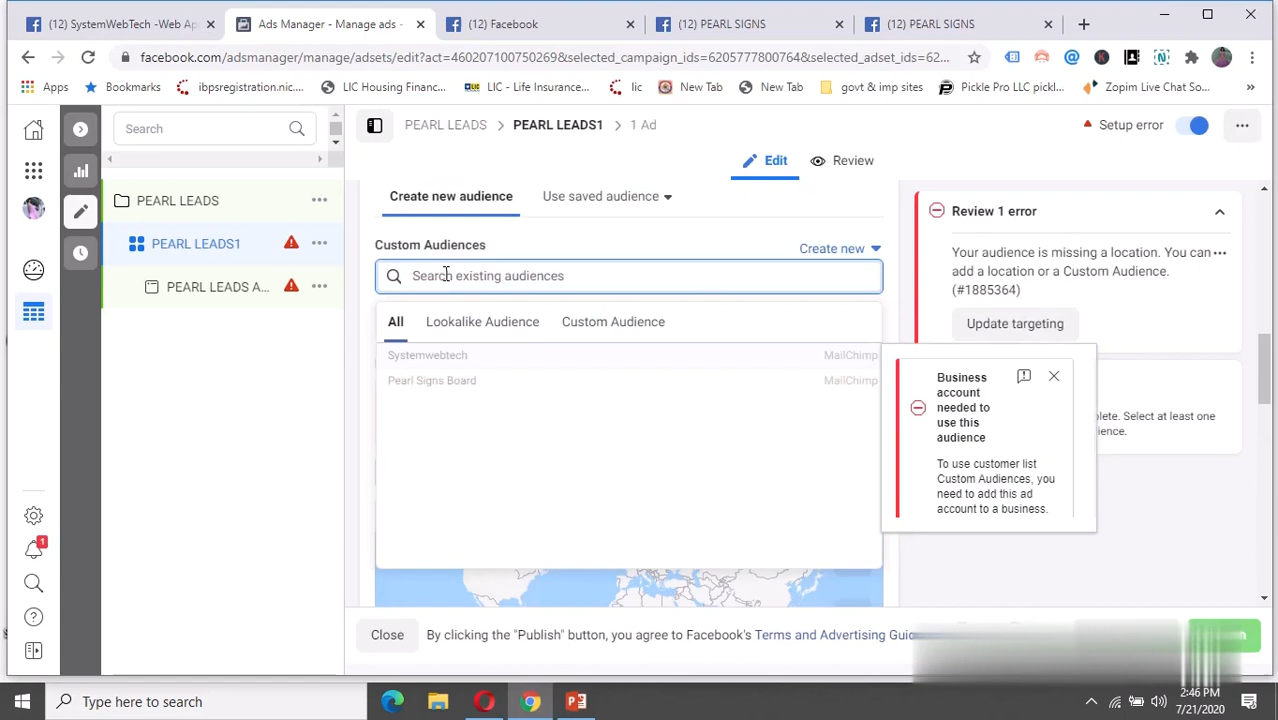 (12) SystemWebTech -Web Ap
Ads Manager - Manage ads -
(12) Facebook
(12) PEARL SIGNS
(12) PEARL SIGNS
facebook.com/adsmanager/manage/adsets/edit?act=460207100750269&selected_campaign_ids=6205777800764&selected_adset_ids=62...
Apps
Bookmarks
ibpsregistration.nic....
LIC Housing Financ...
LIC - Life Insuranc...
lic
New Tab
New Tab
govt & imp sites
Pickle Pro LLC pickl...
Zopim Live Chat So...
»
Search
PEARL LEADS
PEARL LEADS1
1 Ad
Setup error
Edit
Review
PEARL LEADS
PEARL LEADS1
PEARL LEADS A...
Create new audience
Use saved audience
Custom Audiences
Create new
Search existing audiences
All
Lookalike Audience
Custom Audience
Systemwebtech
MailChimp
Pearl Signs Board
MailChimp
Review 1 error
Your audience is missing a location. You can
add a location or a Custom Audience.
(#1885364)
Update targeting
Business
account
needed to
use this
audience
To use customer list
Custom Audiences, you
need to add this ad
account to a business.
plete. Select at least one
ience.
1
Close
By clicking the "Publish" button, you agree to Facebook's Terms and Advertising Guid
Type here to search
2:46 PM
7/21/2020